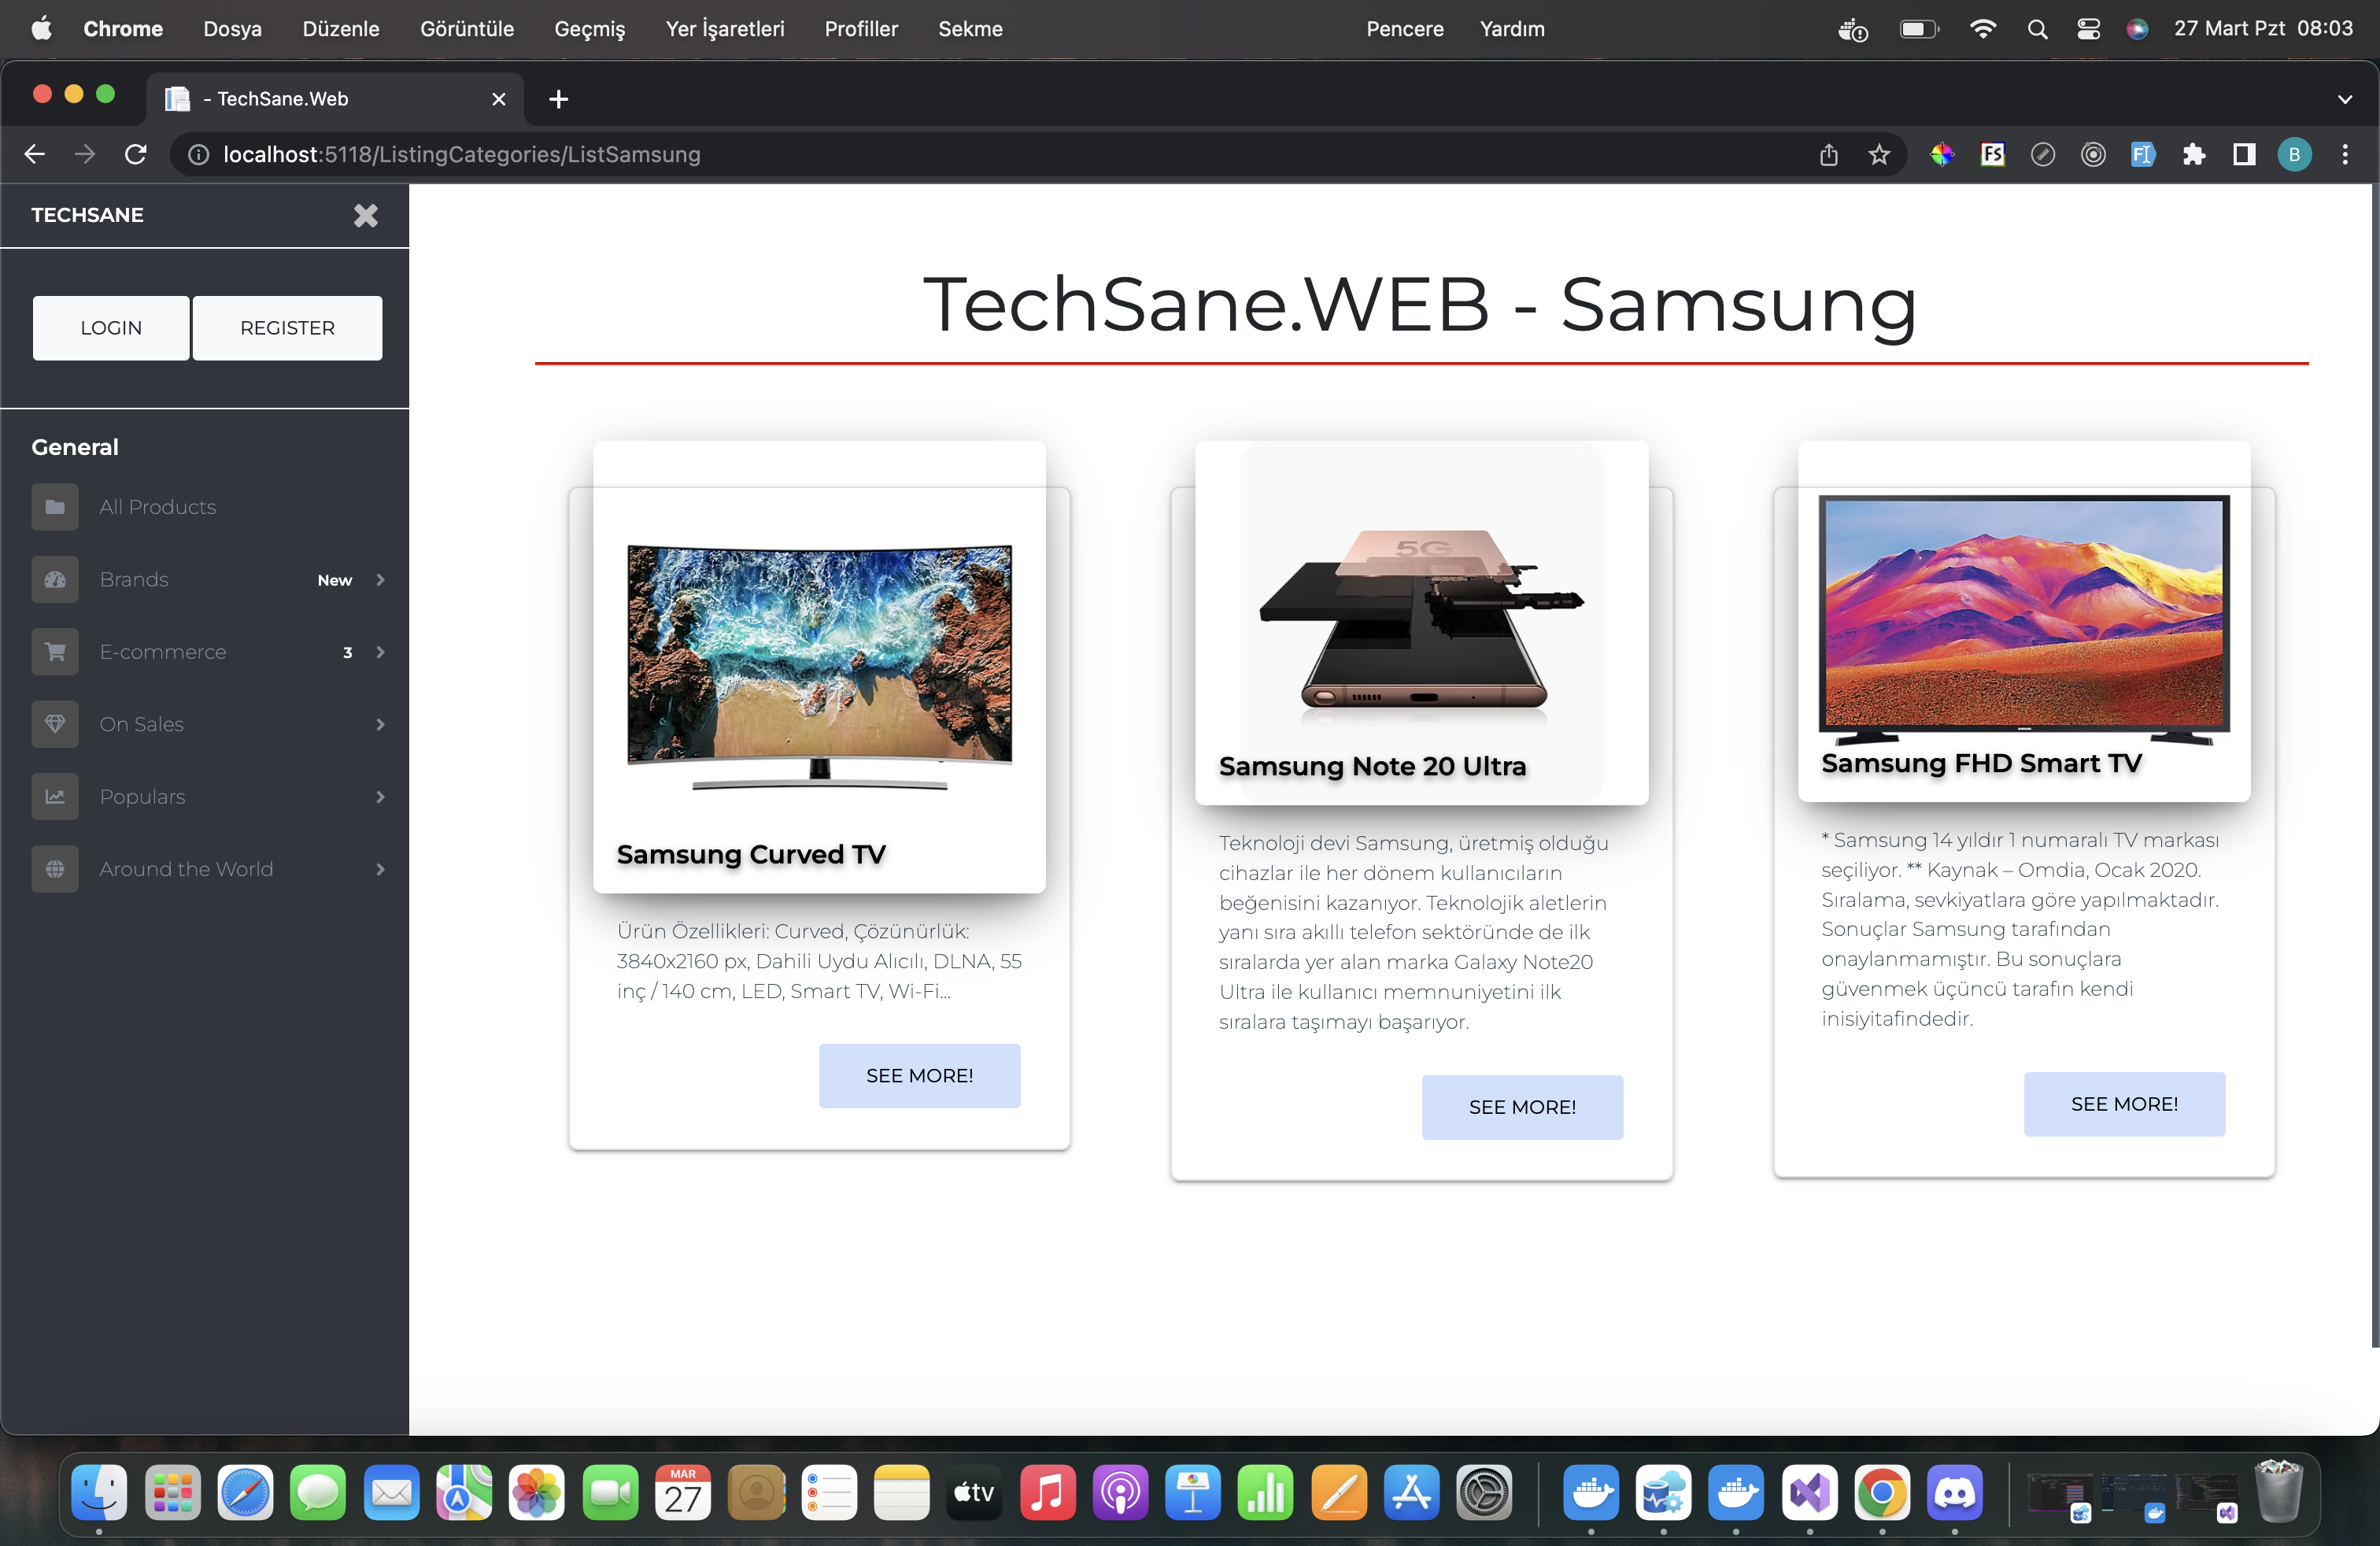 Chrome Dosya Düzenle Görüntüle Geçmiş Yer İşaretleri Profiller Sekme Pencere Yardım 27 Mart Pzt 08:03
- TechSane.Web
localhost:5118/ListingCategories/ListSamsung
FS
B
TECHSANE
LOGIN REGISTER
General
All Products
Brands New
E-commerce 3
On Sales
Populars
Around the World
TechSane.WEB - Samsung
Samsung Curved TV
Ürün Özellikleri: Curved, Çözünürlük:
3840x2160 px, Dahili Uydu Alıcılı, DLNA, 55
inç / 140 cm, LED, Smart TV, Wi-Fi...
SEE MORE!
5G
Samsung Note 20 Ultra
Teknoloji devi Samsung, üretmiş olduğu
cihazlar ile her dönem kullanıcıların
beğenisini kazanıyor. Teknolojik aletlerin
yanı sıra akıllı telefon sektöründe de ilk
sıralarda yer alan marka Galaxy Note20
Ultra ile kullanıcı memnuniyetini ilk
sıralara taşımayı başarıyor.
SEE MORE!
Samsung FHD Smart TV
* Samsung 14 yıldır 1 numaralı TV markası
seçiliyor. ** Kaynak – Omdia, Ocak 2020.
Sıralama, sevkiyatlara göre yapılmaktadır.
Sonuçlar Samsung tarafından
onaylanmamıştır. Bu sonuçlara
güvenmek üçüncü tarafın kendi
inisiyitafindedir.
SEE MORE!
MAR
27
tv